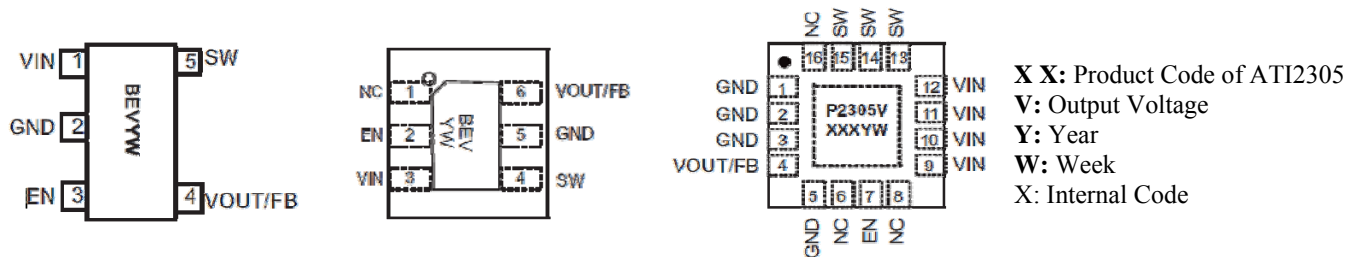 VIN 1 5 SW
GND 2
EN 3 4 VOUT/FB
BEVYYW
NC 1 6 VOUT/FB
EN 2 5 GND
VIN 3 4 SW
BEV
YW
NC SW SW SW
16 15 14 13
GND 1 12 VIN
GND 2 11 VIN
GND 3 10 VIN
VOUT/FB 4 9 VIN
P2305V
XXXYW
5 6 7 8
GND NC EN NC
X X: Product Code of ATI2305
V: Output Voltage
Y: Year
W: Week
X: Internal Code